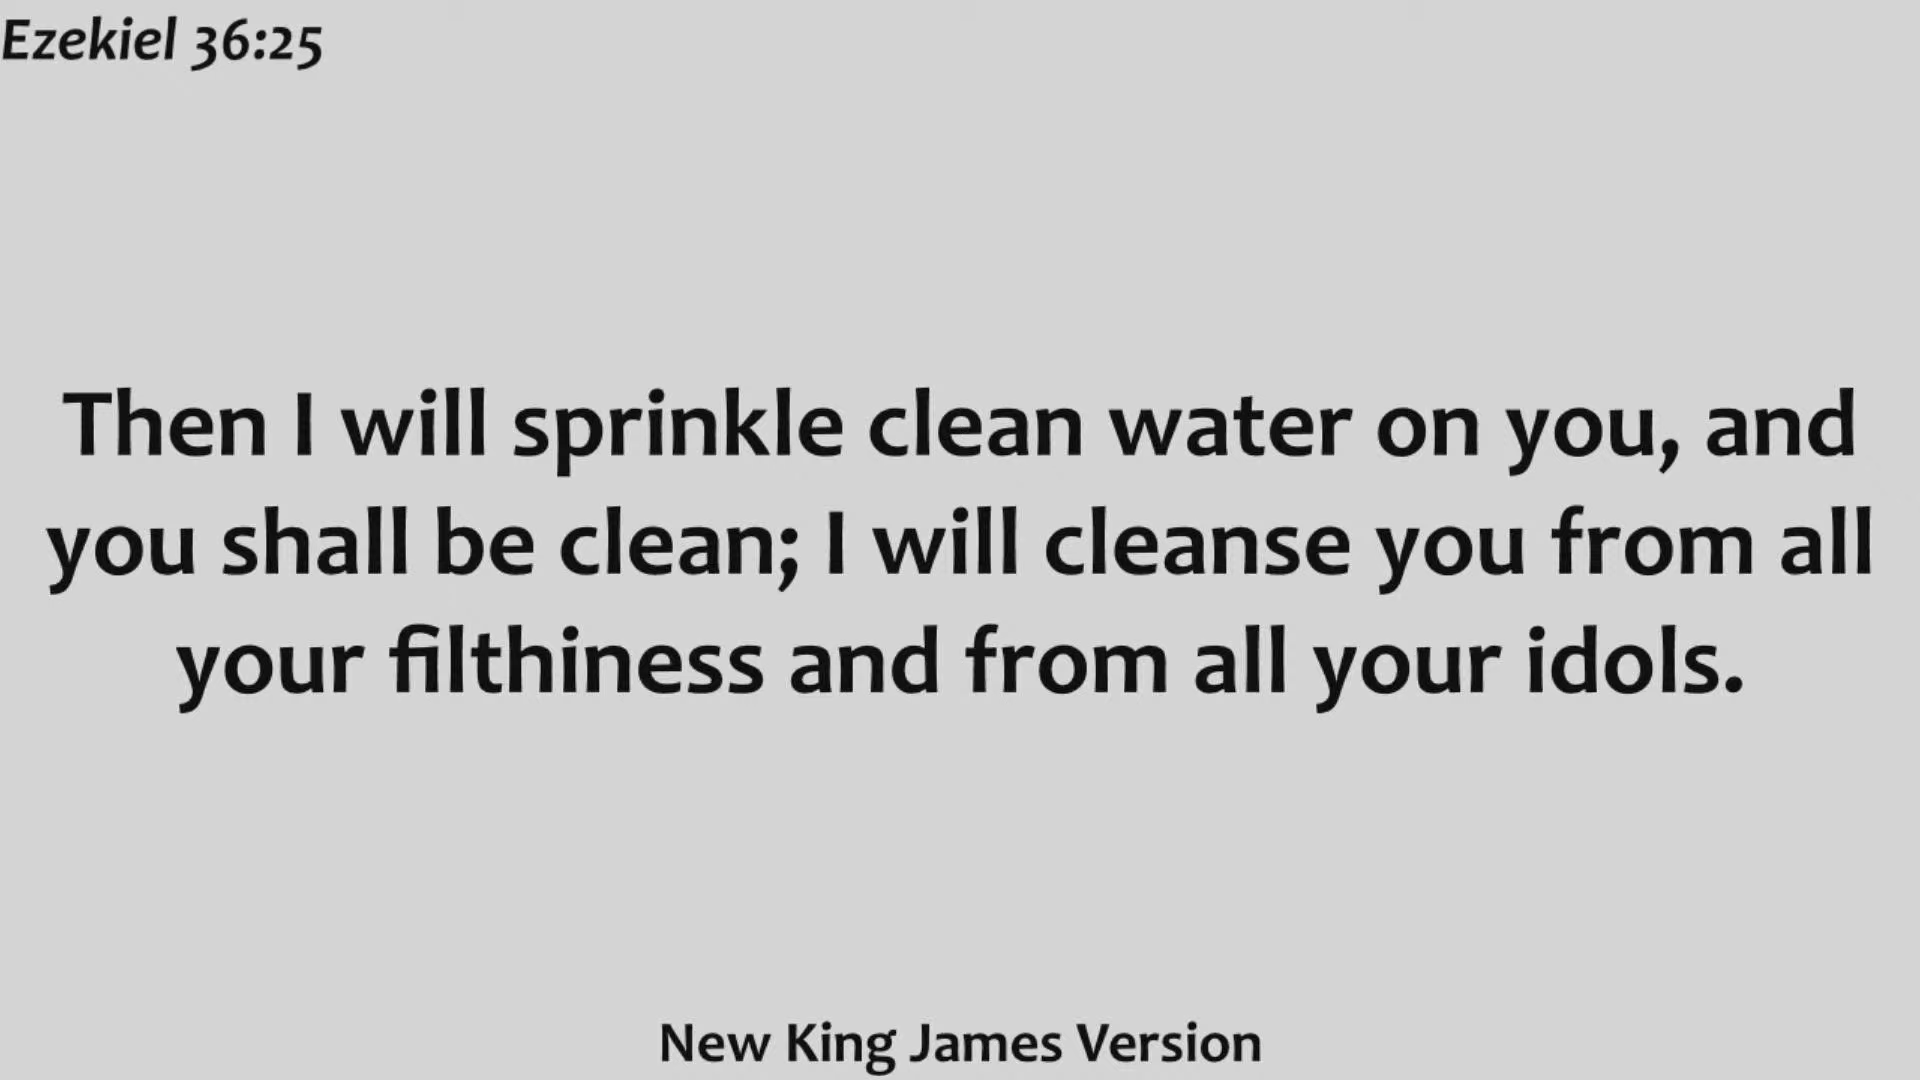 Ezekiel 36:25
Then I will sprinkle clean water on you, and
you shall be clean; I will cleanse you from all
your filthiness and from all your idols.
New King James Version